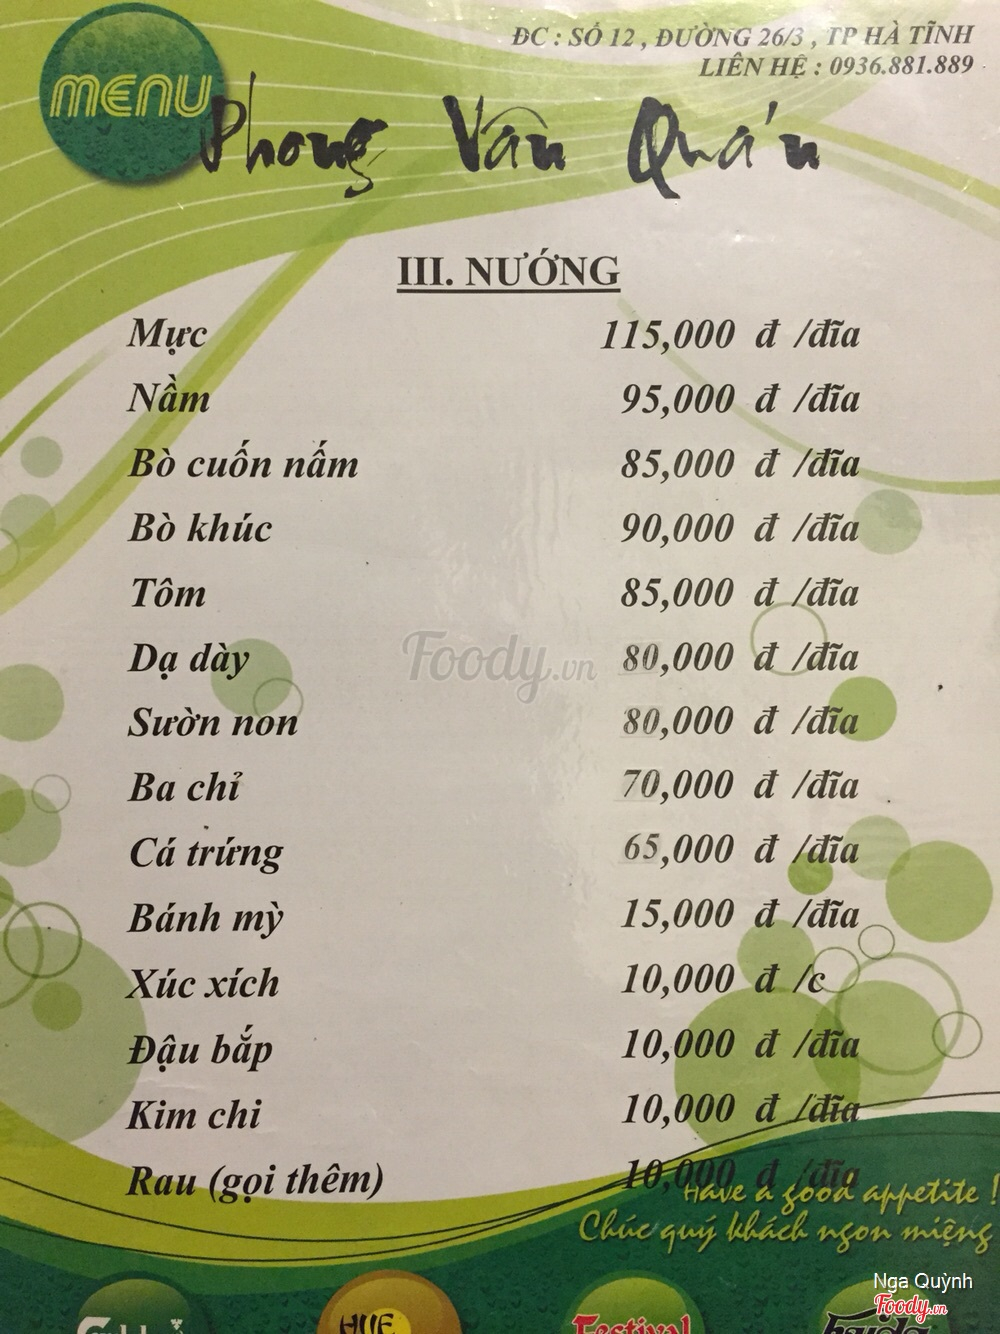 ĐC : SỐ 12 , ĐƯỜNG 26/3 , TP HÀ TĨNH
LIÊN HỆ : 0936.881.889
MENU
Phong Vân Quán
III. NƯỚNG
Mực 115,000 đ /đĩa
Nầm 95,000 đ /đĩa
Bò cuốn nấm 85,000 đ /đĩa
Bò khúc 90,000 đ /đĩa
Tôm 85,000 đ /đĩa
Dạ dày 80,000 đ /đĩa
Foody.vn
Sườn non 80,000 đ /đĩa
Ba chỉ 70,000 đ /đĩa
Cá trứng 65,000 đ /đĩa
Bánh mỳ 15,000 đ /đĩa
Xúc xích 10,000 đ /c
Đậu bắp 10,000 đ /đĩa
Kim chi 10,000 đ /đĩa
Rau (gọi thêm) 10,000 đ /đĩa
Have a good appetite !
Chúc quý khách ngon miệng
Nga Quỳnh
Foody.vn
HUE
Festival